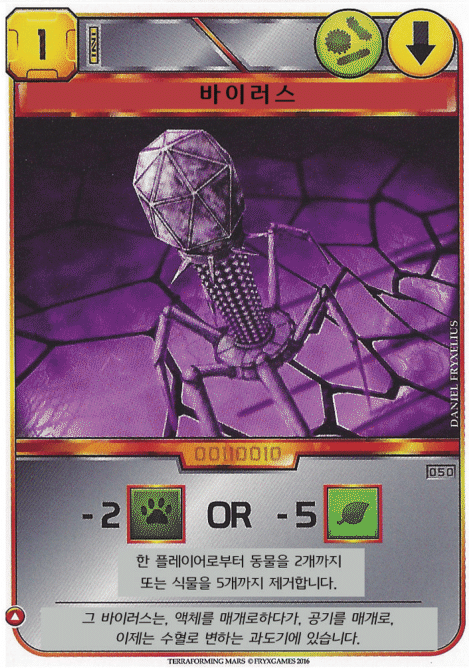 1
바이러스
DANIEL FRYXELIUS
00110010
050
-2 OR -5
한 플레이어로부터 동물을 2개까지
또는 식물을 5개까지 제거합니다.
그 바이러스는, 액체를 매개로하다가, 공기를 매개로,
이제는 수혈로 변하는 과도기에 있습니다.
TERRAFORMING MARS © FRYXGAMES 2016